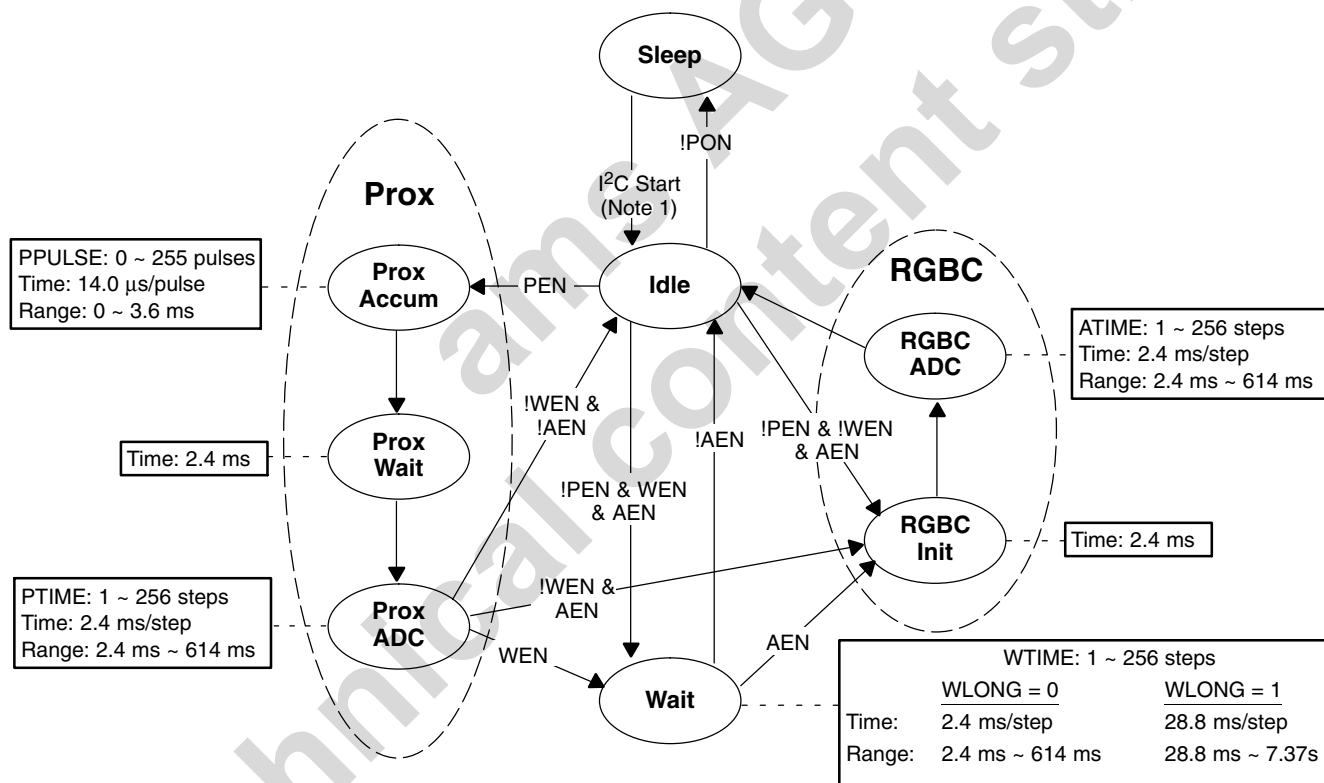 Sleep
!PON
I²C Start
(Note 1)
Prox
PPULSE: 0 ~ 255 pulses
Time: 14.0 μs/pulse
Range: 0 ~ 3.6 ms
Prox
Accum
PEN
Idle
RGBC
RGBC
ADC
ATIME: 1 ~ 256 steps
Time: 2.4 ms/step
Range: 2.4 ms ~ 614 ms
!WEN &
!AEN
!AEN
!PEN & !WEN
& AEN
Time: 2.4 ms
Prox
Wait
!PEN & WEN
& AEN
RGBC
Init
Time: 2.4 ms
PTIME: 1 ~ 256 steps
Time: 2.4 ms/step
Range: 2.4 ms ~ 614 ms
Prox
ADC
!WEN &
AEN
WEN
AEN
Wait
WTIME: 1 ~ 256 steps
WLONG = 0 WLONG = 1
Time: 2.4 ms/step 28.8 ms/step
Range: 2.4 ms ~ 614 ms 28.8 ms ~ 7.37s
ams AG
hnical content st